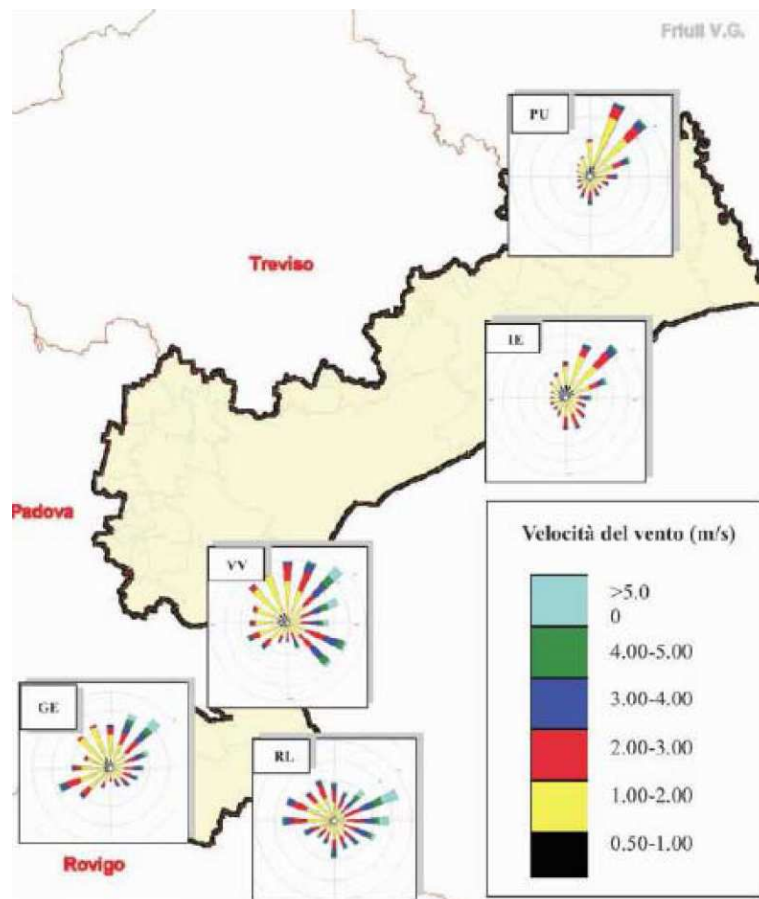 Friuli V.G.
PU
Treviso
IE
Padova
Velocità del vento (m/s)
VV
>5.0
0
4.00-5.00
3.00-4.00
GE
2.00-3.00
RL
1.00-2.00
0.50-1.00
Rovigo